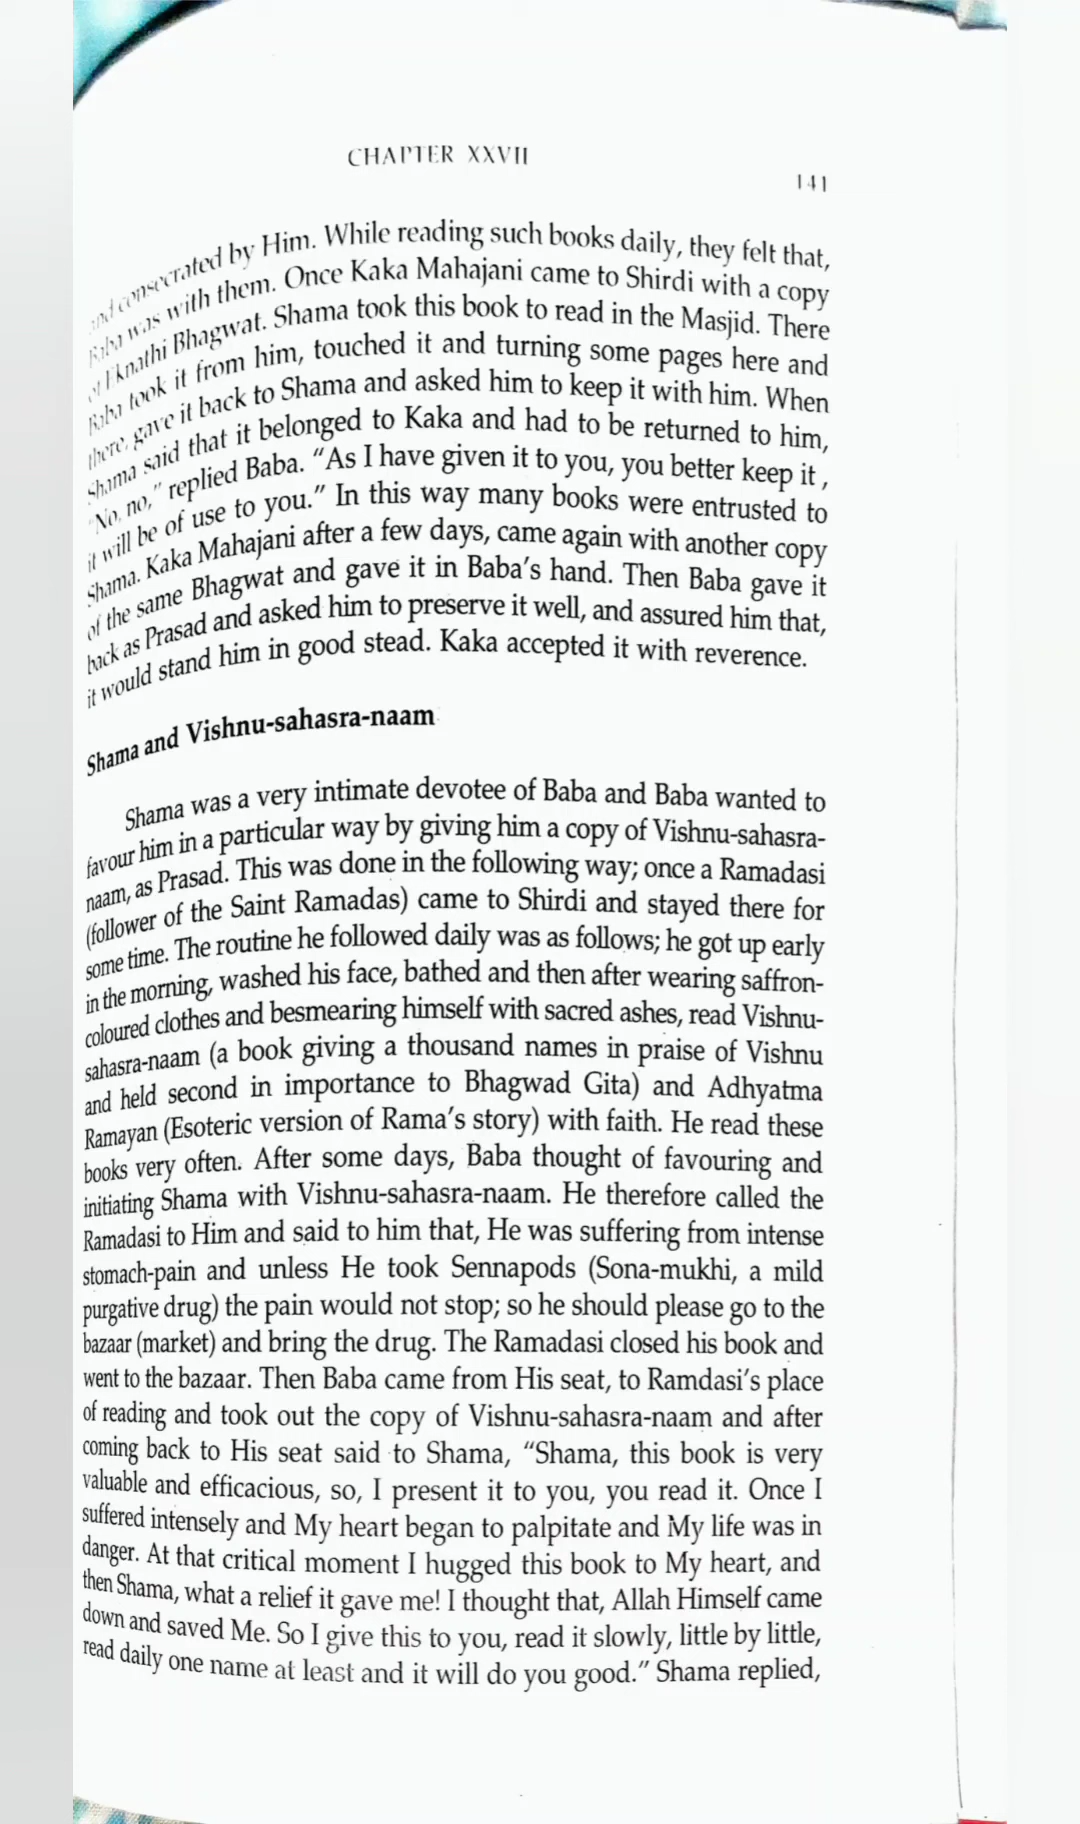 CHAPTER XXVII
141
and consecrated by Him. While reading such books daily, they felt that,
Baba was with them. Once Kaka Mahajani came to Shirdi with a copy
of Eknathi Bhagwat. Shama took this book to read in the Masjid. There
Baba took it from him, touched it and turning some pages here and
there, gave it back to Shama and asked him to keep it with him. When
Shama said that it belonged to Kaka and had to be returned to him,
"No, no," replied Baba. "As I have given it to you, you better keep it ,
it will be of use to you." In this way many books were entrusted to
Shama. Kaka Mahajani after a few days, came again with another copy
of the same Bhagwat and gave it in Baba's hand. Then Baba gave it
back as Prasad and asked him to preserve it well, and assured him that,
it would stand him in good stead. Kaka accepted it with reverence.
Shama and Vishnu-sahasra-naam
Shama was a very intimate devotee of Baba and Baba wanted to
favour him in a particular way by giving him a copy of Vishnu-sahasra-
naam, as Prasad. This was done in the following way; once a Ramadasi
(follower of the Saint Ramadas) came to Shirdi and stayed there for
some time. The routine he followed daily was as follows; he got up early
in the morning, washed his face, bathed and then after wearing saffron-
coloured clothes and besmearing himself with sacred ashes, read Vishnu-
sahasra-naam (a book giving a thousand names in praise of Vishnu
and held second in importance to Bhagwad Gita) and Adhyatma
Ramayan (Esoteric version of Rama's story) with faith. He read these
books very often. After some days, Baba thought of favouring and
initiating Shama with Vishnu-sahasra-naam. He therefore called the
Ramadasi to Him and said to him that, He was suffering from intense
stomach-pain and unless He took Sennapods (Sona-mukhi, a mild
purgative drug) the pain would not stop; so he should please go to the
bazaar (market) and bring the drug. The Ramadasi closed his book and
went to the bazaar. Then Baba came from His seat, to Ramdasi's place
of reading and took out the copy of Vishnu-sahasra-naam and after
coming back to His seat said to Shama, "Shama, this book is very
valuable and efficacious, so, I present it to you, you read it. Once I
suffered intensely and My heart began to palpitate and My life was in
danger. At that critical moment I hugged this book to My heart, and
then Shama, what a relief it gave me! I thought that, Allah Himself came
down and saved Me. So I give this to you, read it slowly, little by little,
read daily one name at least and it will do you good." Shama replied,